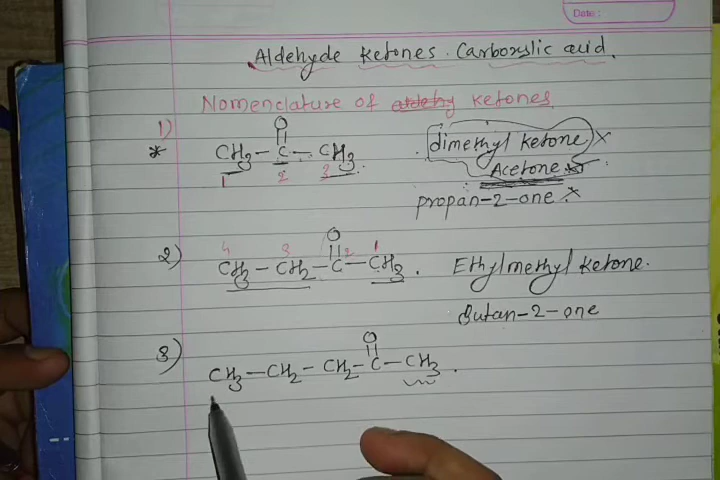 Date :
Aldehyde Ketones. Carboxylic acid.
Nomenclature of ketones
1)
O
* CH3 – C – CH3
1 2 3
dimethyl ketone x
Acetone
propan-2-one x
2)
O
4 3 2 1
CH3 – CH2 – C – CH3 . Ethylmethyl ketone.
Butan-2-one
3)
O
CH3 – CH2 – CH2 – C – CH3 .